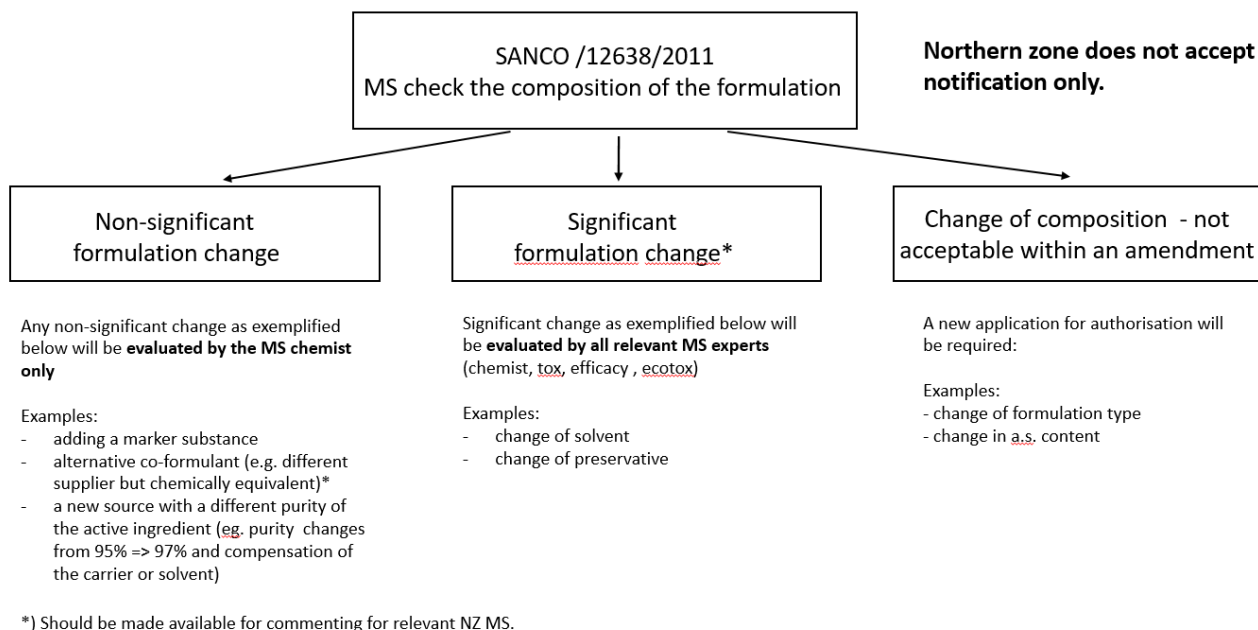 SANCO /12638/2011
MS check the composition of the formulation
Northern zone does not accept
notification only.
Non-significant
formulation change
Significant
formulation change*
Change of composition - not
acceptable within an amendment
Any non-significant change as exemplified
below will be evaluated by the MS chemist
only
Examples:
- adding a marker substance
- alternative co-formulant (e.g. different
supplier but chemically equivalent)*
- a new source with a different purity of
the active ingredient (eg. purity changes
from 95% => 97% and compensation of
the carrier or solvent)
Significant change as exemplified below will
be evaluated by all relevant MS experts
(chemist, tox, efficacy , ecotox)
Examples:
- change of solvent
- change of preservative
A new application for authorisation will
be required:
Examples:
- change of formulation type
- change in a.s. content
*) Should be made available for commenting for relevant NZ MS.